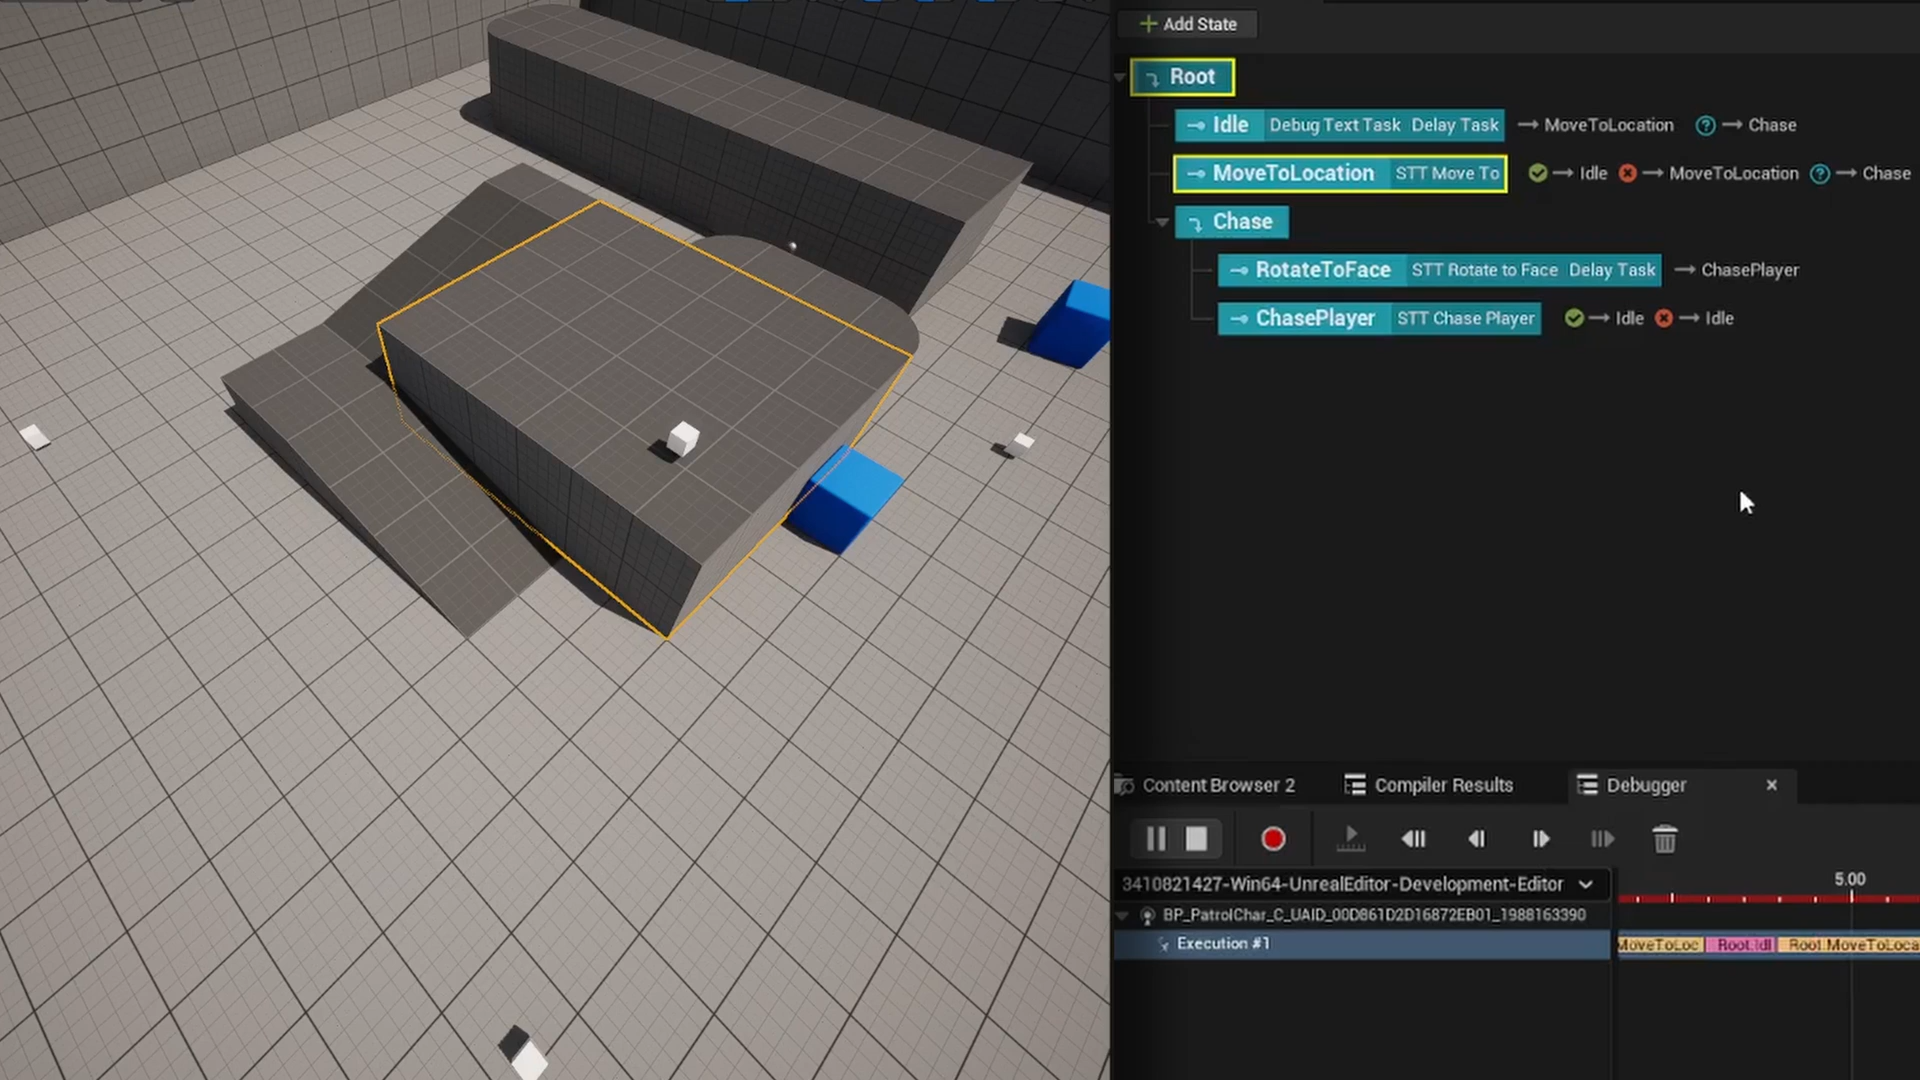 Add State
Root
Idle Debug Text Task Delay Task MoveToLocation Chase
MoveToLocation STT Move To Idle MoveToLocation Chase
Chase
RotateToFace STT Rotate to Face Delay Task ChasePlayer
ChasePlayer STT Chase Player Idle Idle
Content Browser 2 Compiler Results Debugger
3410821427-Win64-UnrealEditor-Development-Editor 5.00
BP_PatrolChar_C_UAID_00D861D2D16872EB01_1988163390
Execution #1 MoveToLoc Root.Idl Root.MoveToLoca